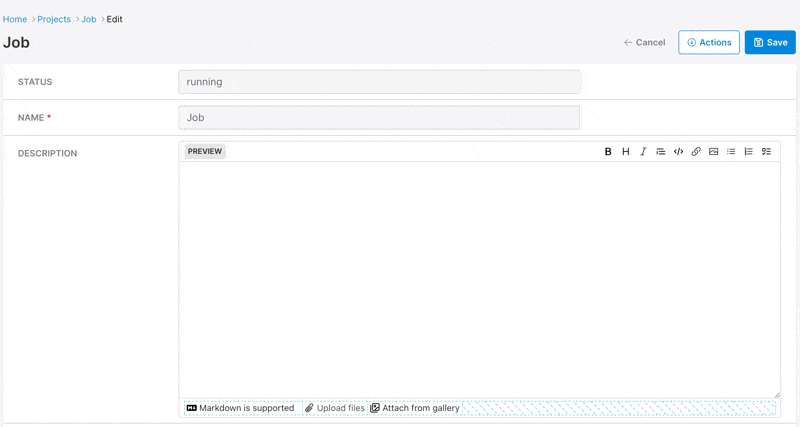 Home > Projects > Job > Edit
Job
← Cancel
Actions
Save
STATUS
running
NAME *
Job
DESCRIPTION
PREVIEW
B H I </>
Markdown is supported
Upload files
Attach from gallery